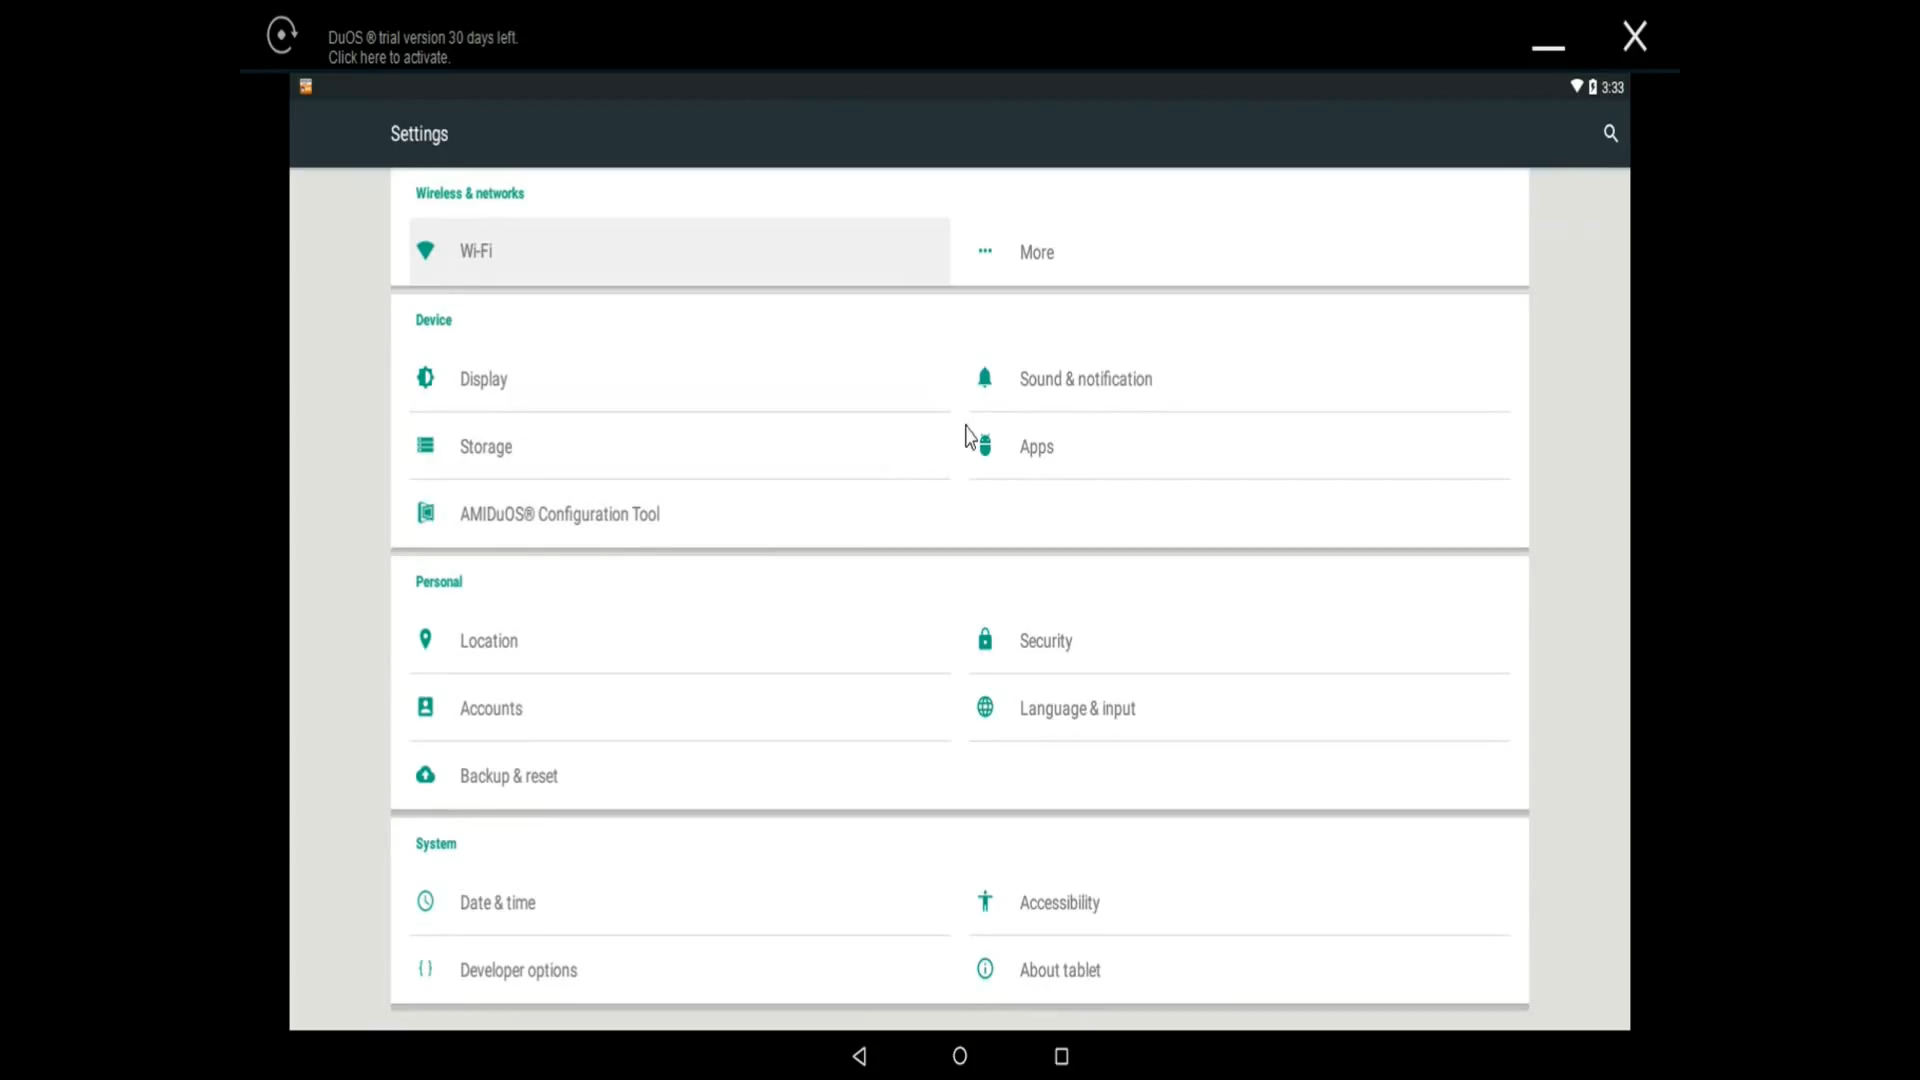 DuOS ® trial version 30 days left.
Click here to activate.
3:33
Settings
Wireless & networks
Wi-Fi
More
Device
Display
Sound & notification
Storage
Apps
AMIDuOS® Configuration Tool
Personal
Location
Security
Accounts
Language & input
Backup & reset
System
Date & time
Accessibility
Developer options
About tablet